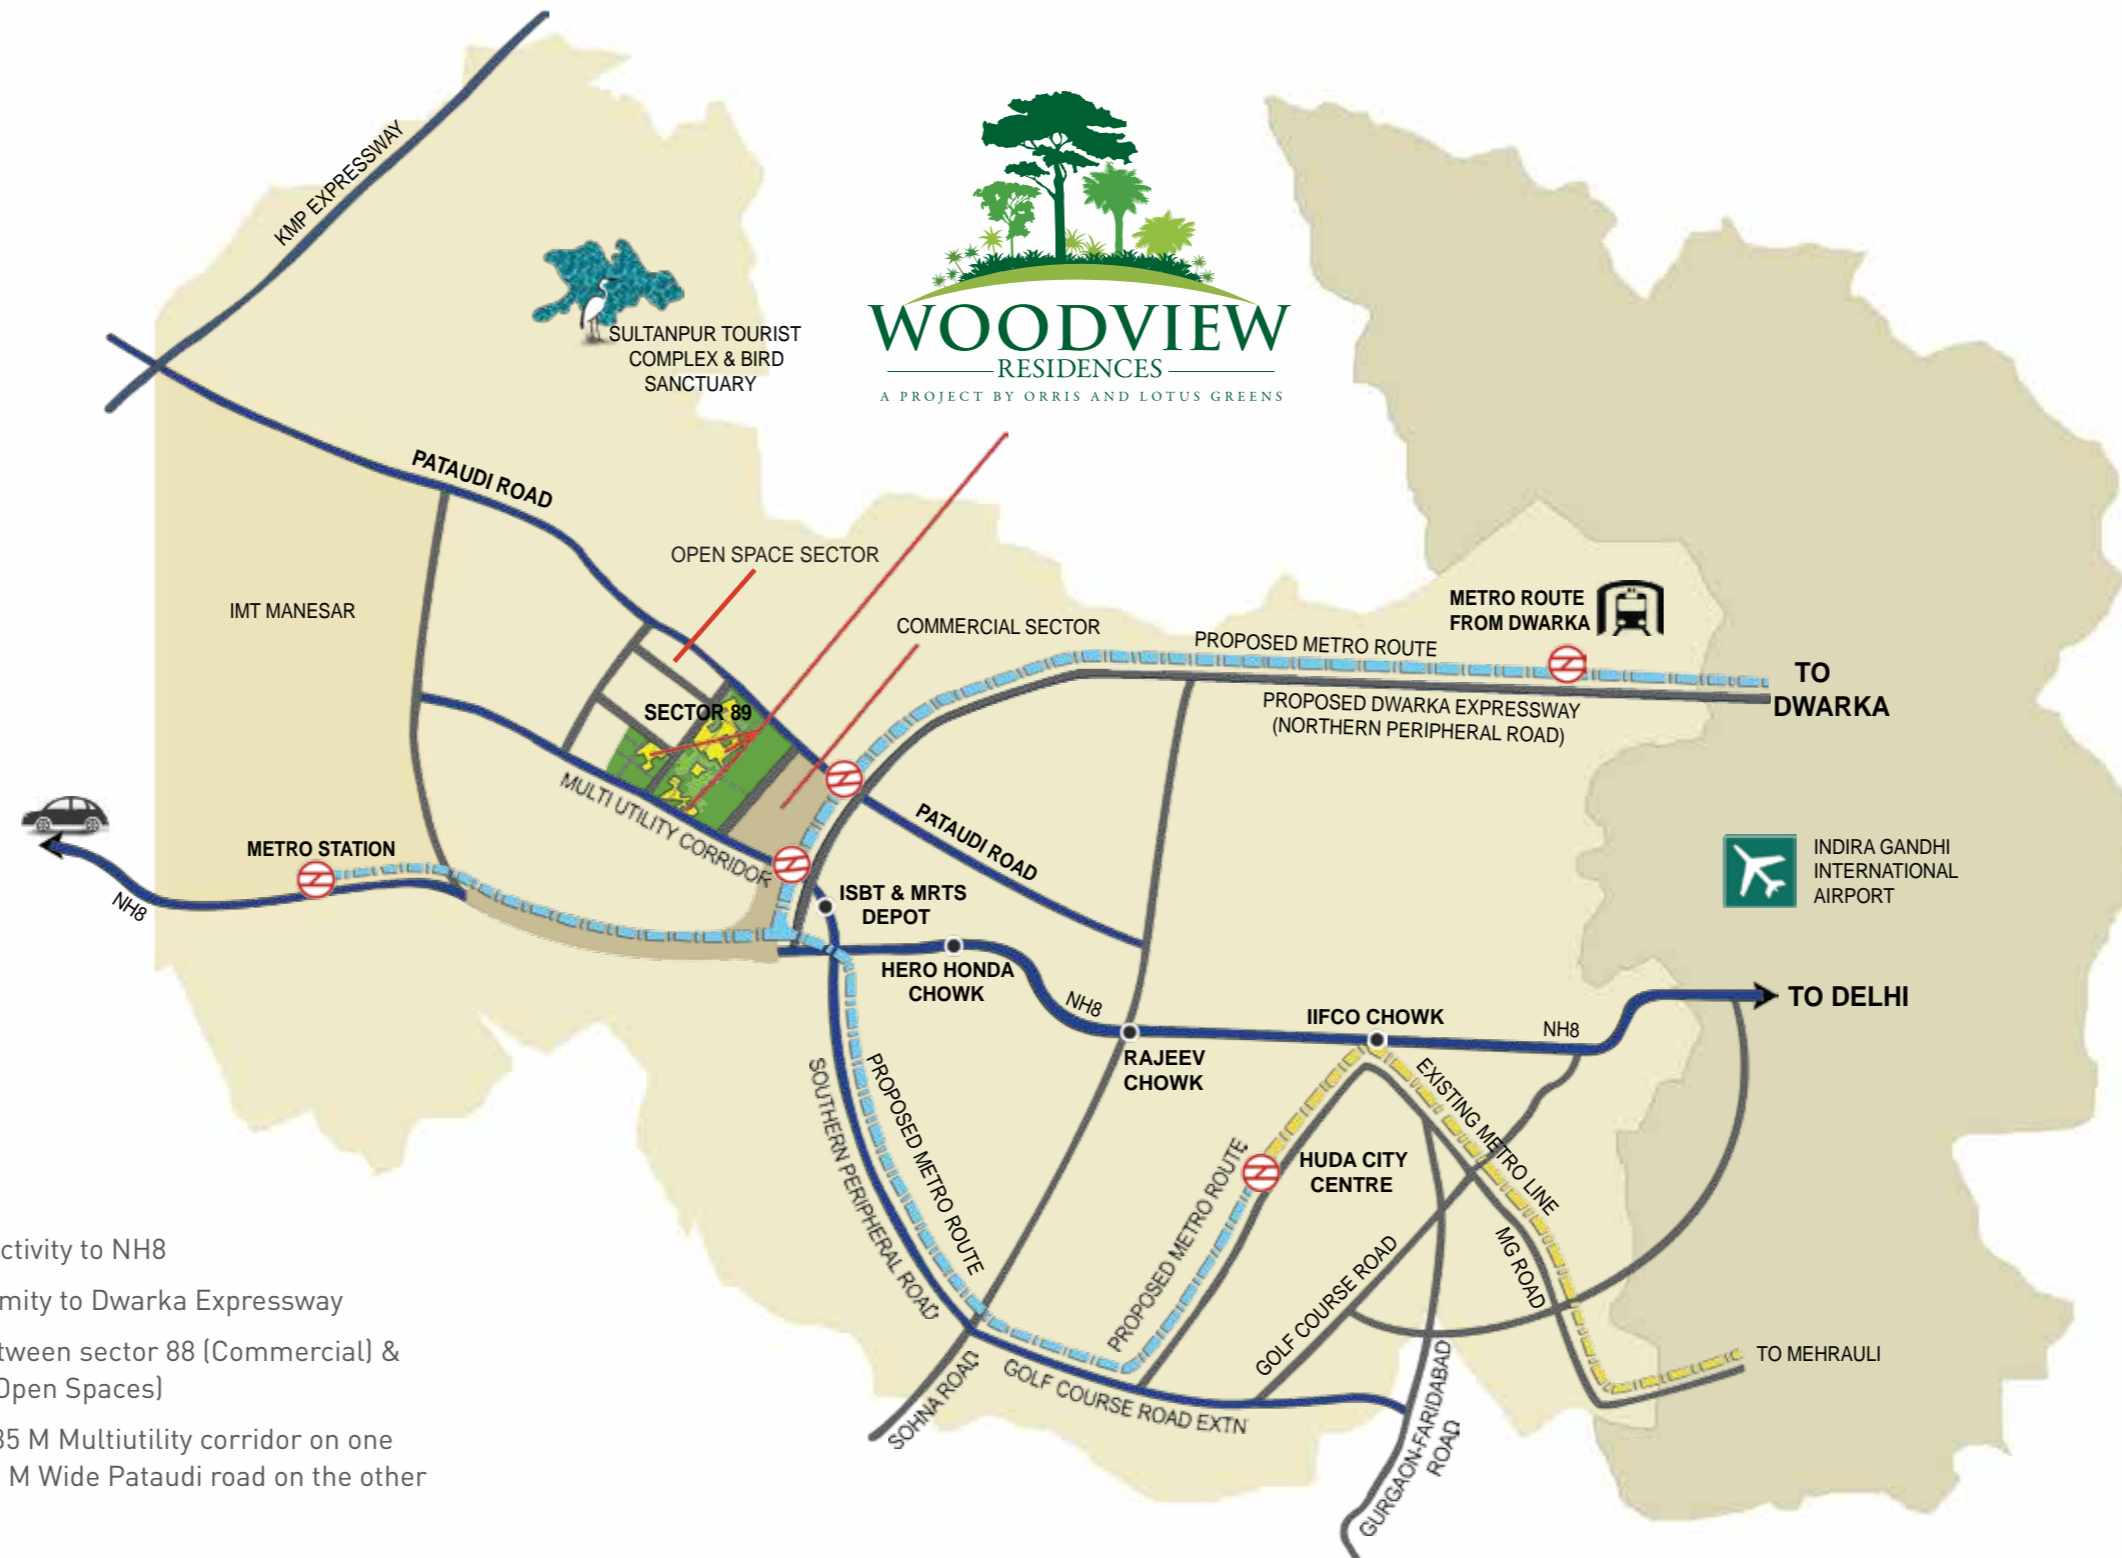 KMP EXPRESSWAY
WOODVIEW
RESIDENCES
A PROJECT BY ORRIS AND LOTUS GREENS
SULTANPUR TOURIST
COMPLEX & BIRD
SANCTUARY
PATAUDI ROAD
OPEN SPACE SECTOR
IMT MANESAR
COMMERCIAL SECTOR
METRO ROUTE
FROM DWARKA
PROPOSED METRO ROUTE
TO
DWARKA
SECTOR 89
PROPOSED DWARKA EXPRESSWAY
(NORTHERN PERIPHERAL ROAD)
MULTI UTILITY CORRIDOR
PATAUDI ROAD
METRO STATION
NH8
INDIRA GANDHI
INTERNATIONAL
AIRPORT
ISBT & MRTS
DEPOT
HERO HONDA
CHOWK
NH8
RAJEEV
CHOWK
IIFCO CHOWK
NH8
TO DELHI
SOUTHERN PERIPHERAL ROAD
PROPOSED METRO ROUTE
PROPOSED METRO ROUTE
HUDA CITY
CENTRE
EXISTING METRO LINE
MG ROAD
GOLF COURSE ROAD
TO MEHRAULI
SOHNA ROAD
GOLF COURSE ROAD EXTN
GURGAON-FARIDABAD
ROAD
ctivity to NH8
mity to Dwarka Expressway
tween sector 88 (Commercial) &
Open Spaces)
35 M Multiutility corridor on one
M Wide Pataudi road on the other